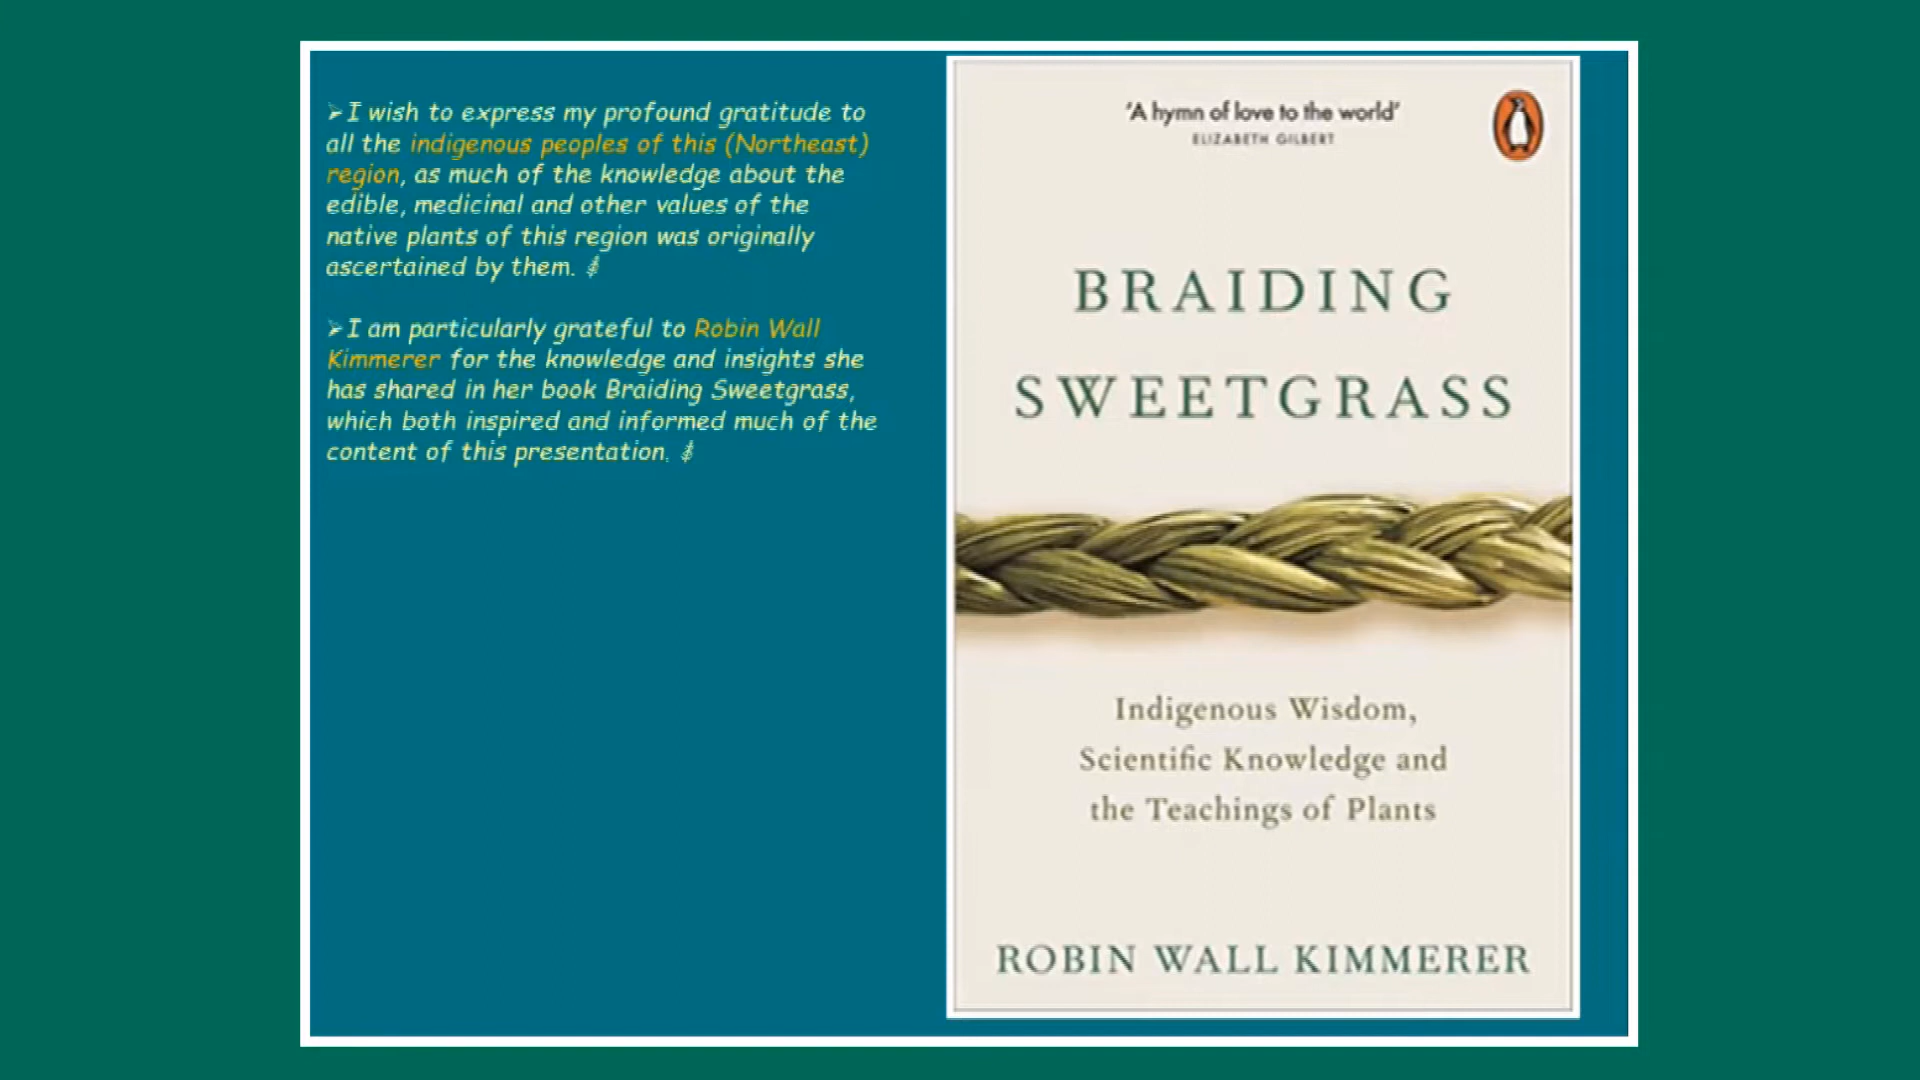 ➢I wish to express my profound gratitude to
all the indigenous peoples of this (Northeast)
region, as much of the knowledge about the
edible, medicinal and other values of the
native plants of this region was originally
ascertained by them.
➢I am particularly grateful to Robin Wall
Kimmerer for the knowledge and insights she
has shared in her book Braiding Sweetgrass,
which both inspired and informed much of the
content of this presentation.
‘A hymn of love to the world’
ELIZABETH GILBERT
BRAIDING
SWEETGRASS
Indigenous Wisdom,
Scientific Knowledge and
the Teachings of Plants
ROBIN WALL KIMMERER